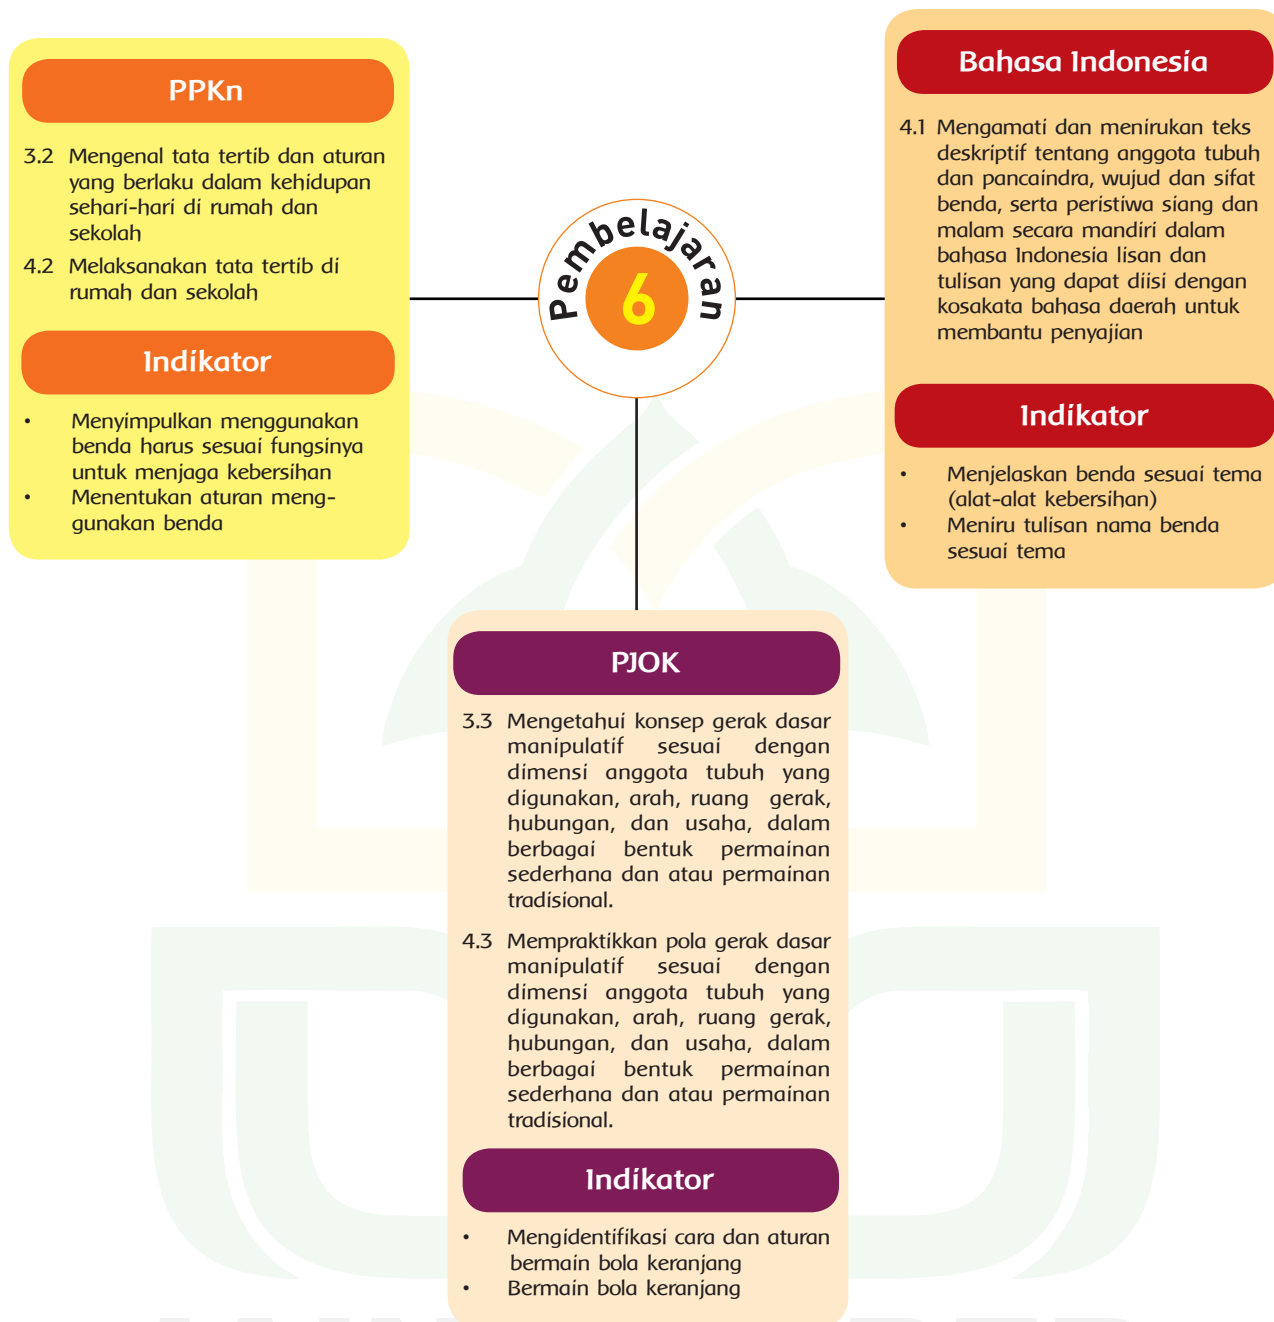 PPKn
3.2 Mengenal tata tertib dan aturan
yang berlaku dalam kehidupan
sehari-hari di rumah dan
sekolah
4.2 Melaksanakan tata tertib di
rumah dan sekolah
Indikator
• Menyimpulkan menggunakan
benda harus sesuai fungsinya
untuk menjaga kebersihan
• Menentukan aturan meng-
gunakan benda
Pembelajaran
6
Bahasa Indonesia
4.1 Mengamati dan menirukan teks
deskriptif tentang anggota tubuh
dan pancaindra, wujud dan sifat
benda, serta peristiwa siang dan
malam secara mandiri dalam
bahasa Indonesia lisan dan
tulisan yang dapat diisi dengan
kosakata bahasa daerah untuk
membantu penyajian
Indikator
• Menjelaskan benda sesuai tema
(alat-alat kebersihan)
• Meniru tulisan nama benda
sesuai tema
PJOK
3.3 Mengetahui konsep gerak dasar
manipulatif sesuai dengan
dimensi anggota tubuh yang
digunakan, arah, ruang gerak,
hubungan, dan usaha, dalam
berbagai bentuk permainan
sederhana dan atau permainan
tradisional.
4.3 Mempraktikkan pola gerak dasar
manipulatif sesuai dengan
dimensi anggota tubuh yang
digunakan, arah, ruang gerak,
hubungan, dan usaha, dalam
berbagai bentuk permainan
sederhana dan atau permainan
tradisional.
Indikator
• Mengidentifikasi cara dan aturan
bermain bola keranjang
• Bermain bola keranjang